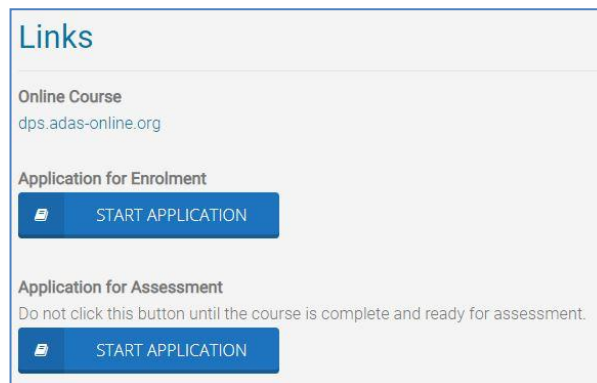 Links
Online Course
dps.adas-online.org
Application for Enrolment
START APPLICATION
Application for Assessment
Do not click this button until the course is complete and ready for assessment.
START APPLICATION